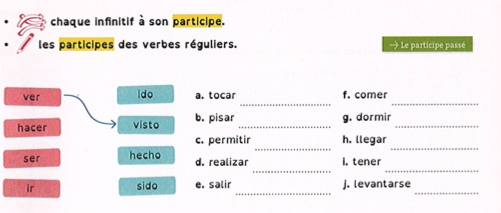 chaque infinitif à son participe.
les participes des verbes réguliers.
→ Le participe passé
ver
hacer
ser
ir
ido
visto
hecho
sido
a. tocar
b. pisar
c. permitir
d. realizar
e. salir
f. comer
g. dormir
h. llegar
i. tener
j. levantarse